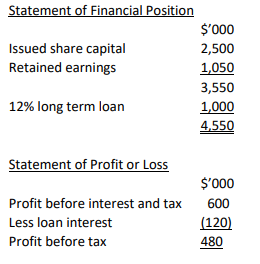 Statement of Financial Position
$’000
Issued share capital 2,500
Retained earnings 1,050
3,550
12% long term loan 1,000
4,550
Statement of Profit or Loss
$’000
Profit before interest and tax 600
Less loan interest (120)
Profit before tax 480